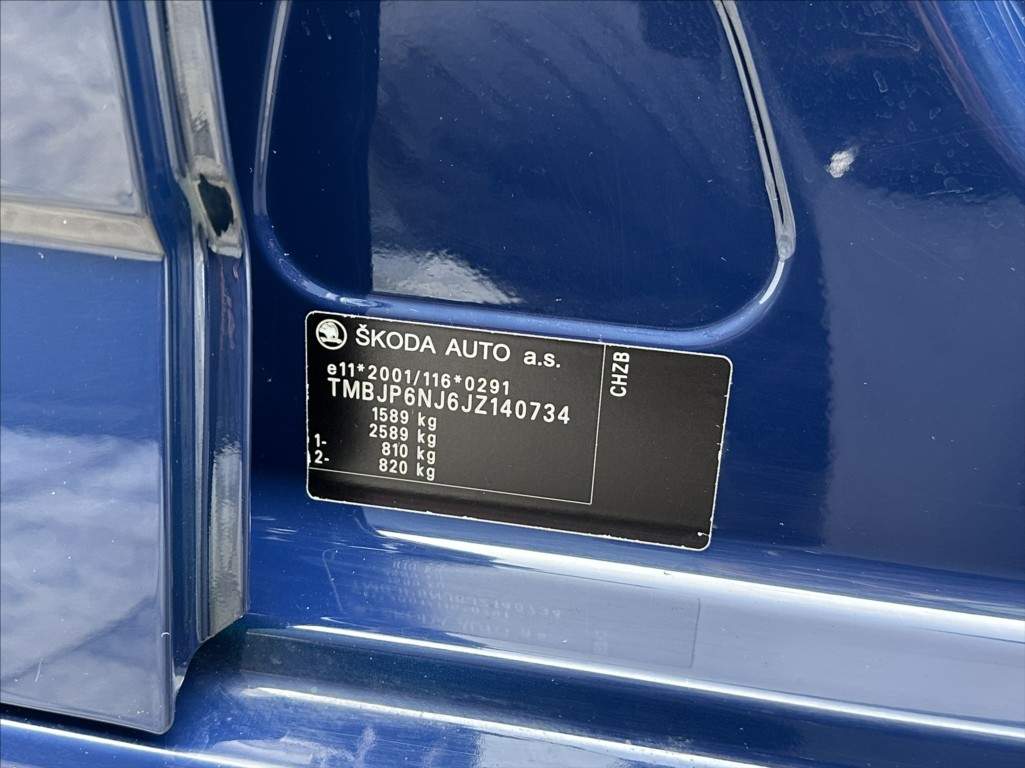 ŠKODA AUTO a.s.
e11*2001/116*0291
TMBJP6NJ6JZ140734
1589 kg
2589 kg
1- 810 kg
2- 820 kg
CHZB